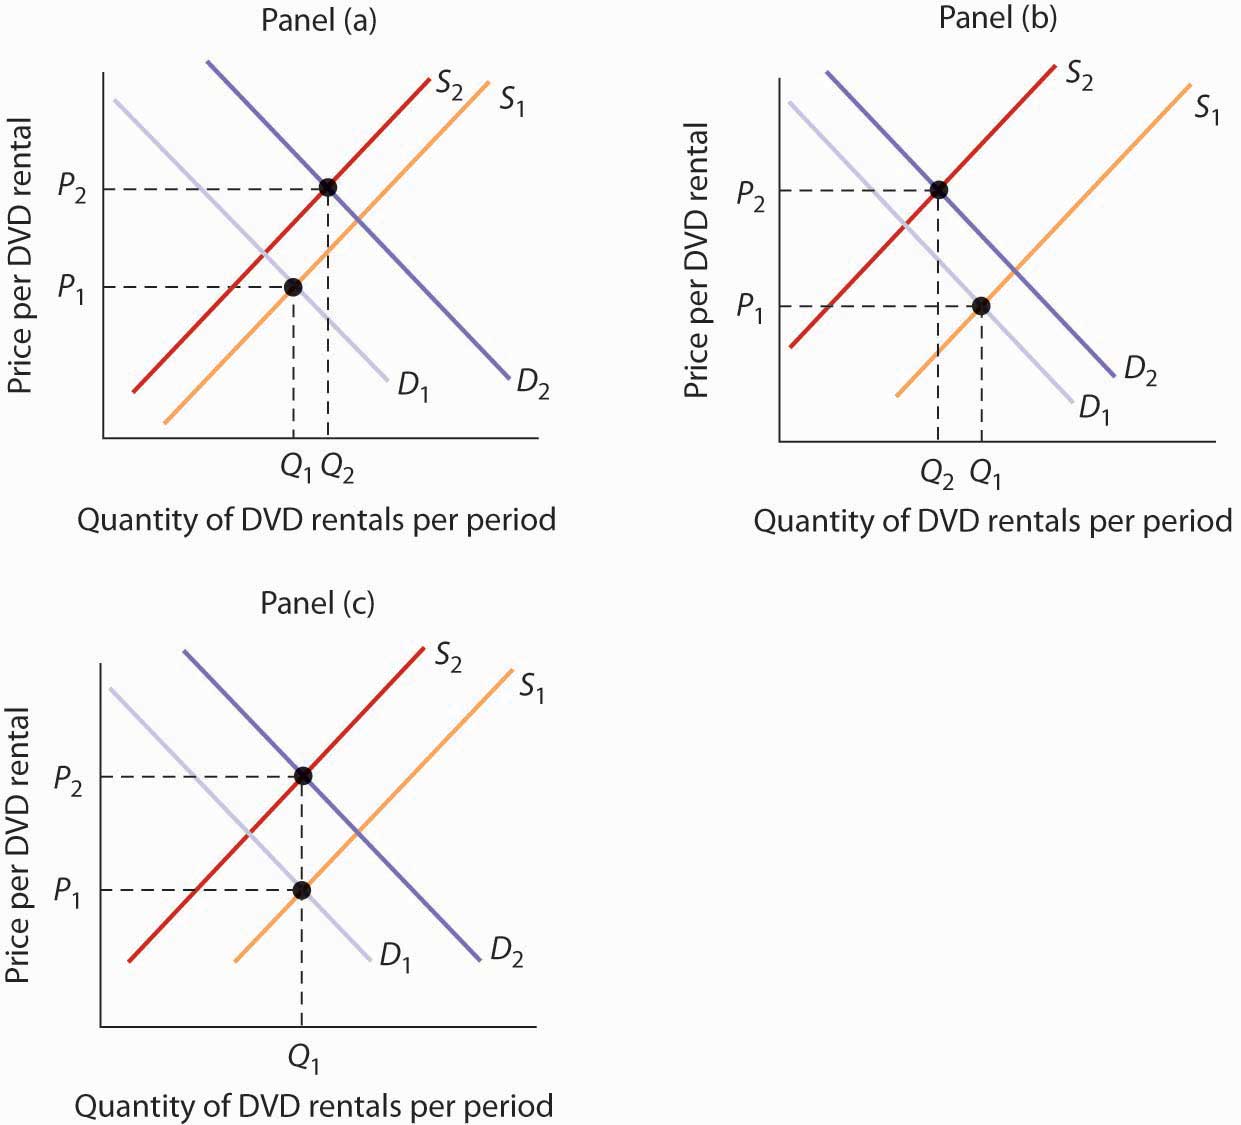 Panel (a)
Price per DVD rental
P2
P1
S2
S1
D1
D2
Q1 Q2
Quantity of DVD rentals per period
Panel (b)
Price per DVD rental
P2
P1
S2
S1
D2
D1
Q2 Q1
Quantity of DVD rentals per period
Panel (c)
Price per DVD rental
P2
P1
S2
S1
D1
D2
Q1
Quantity of DVD rentals per period